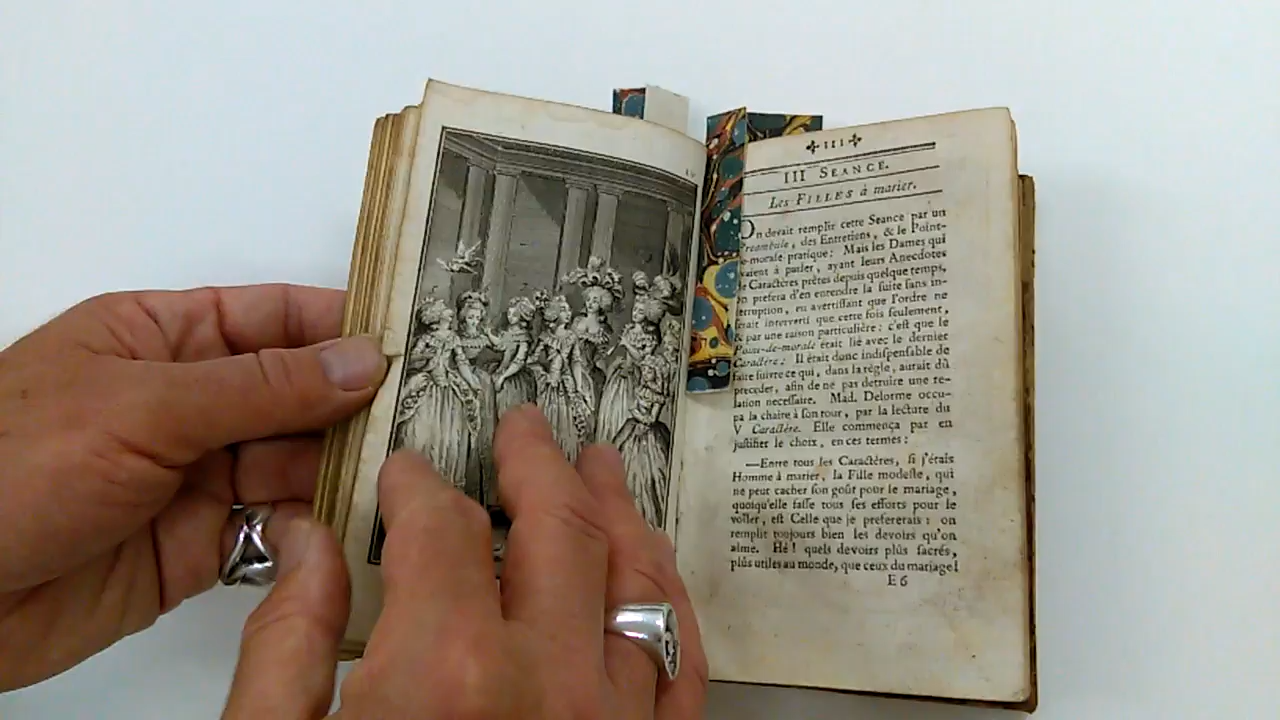 III
III SEANCE.
Les FILLES à marier.
On devait remplir cette Seance par un
Preambule, des Entretiens, & le Point-
e-morale-pratique: Mais les Dames qui
vaient à parler, ayant leurs Anecdotes
& Caractères prêtes depuis quelque temps,
on prefera d'en entendre la suite sans in-
erruption, en avertissant que l'ordre ne
serait interverti que cette fois seulement,
& par une raison particulière: c'est que le
Point-de-morale était lié avec le dernier
Caractère: Il était donc indispensable de
faire suivre ce qui, dans la règle, aurait dû
preceder, afin de ne pas detruire une re-
lation necessaire. Mad. Delorme occu-
pa la chaire à son tour, par la lecture du
V Caractère. Elle commença par en
justifier le choix, en ces termes:
—Entre tous les Caractères, si j'étais
Homme à marier, la Fille modeste, qui
ne peut cacher son goût pour le mariage,
quoiqu'elle fasse tous ses efforts pour le
voiler, est Celle que je prefererais: on
remplit toujours bien les devoirs qu'on
aime. Hé! quels devoirs plûs sacrés,
plûs utiles au monde, que ceux du mariage!
E 6